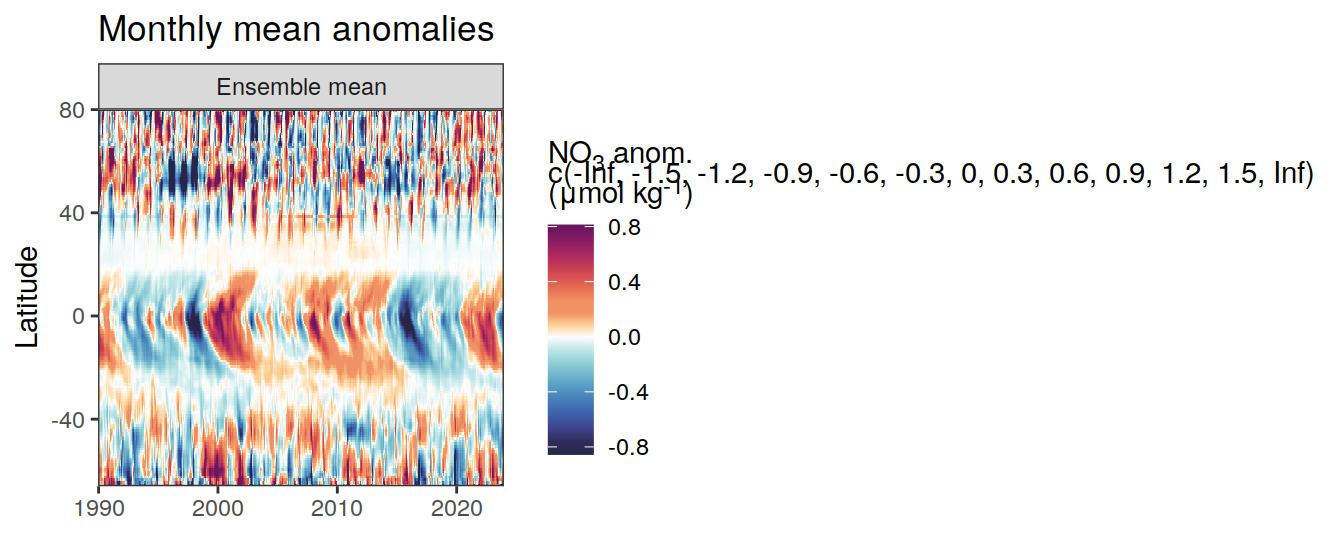 Monthly mean anomalies
Ensemble mean
80
40
0
-40
Latitude
1990 2000 2010 2020
NO₃ anom.
c(-Inf, -1.5, -1.2, -0.9, -0.6, -0.3, 0, 0.3, 0.6, 0.9, 1.2, 1.5, Inf)
(μmol kg⁻¹)
0.8
0.4
0.0
-0.4
-0.8